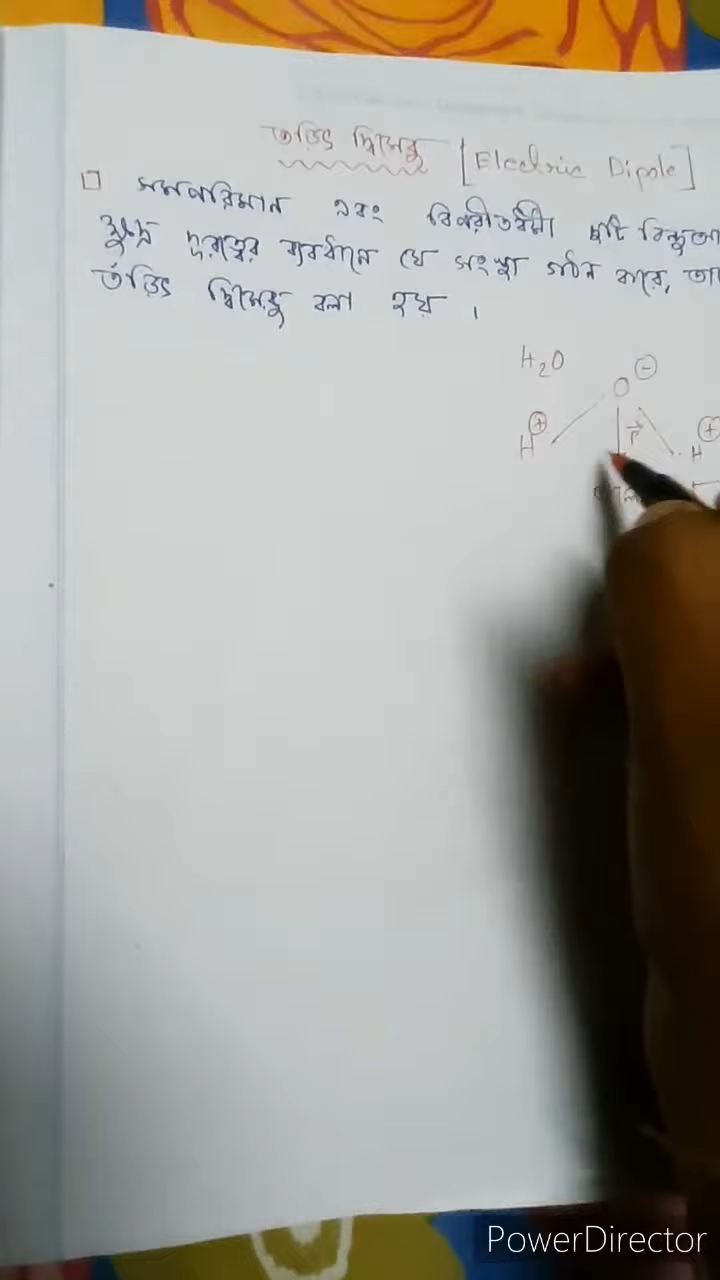 তড়িৎ দ্বিমেরু [Electric Dipole]
□ সমপরিমান এবং বিপরীতধর্মী দুটি বিন্দুআ
ক্ষুদ্র দূরত্বের ব্যবধানে যে সংস্থা গঠন করে, তা
তড়িৎ দ্বিমেরু বলা হয় ।
H₂O
O ⊖
H ⊕ P⃗ H ⊕
PowerDirector